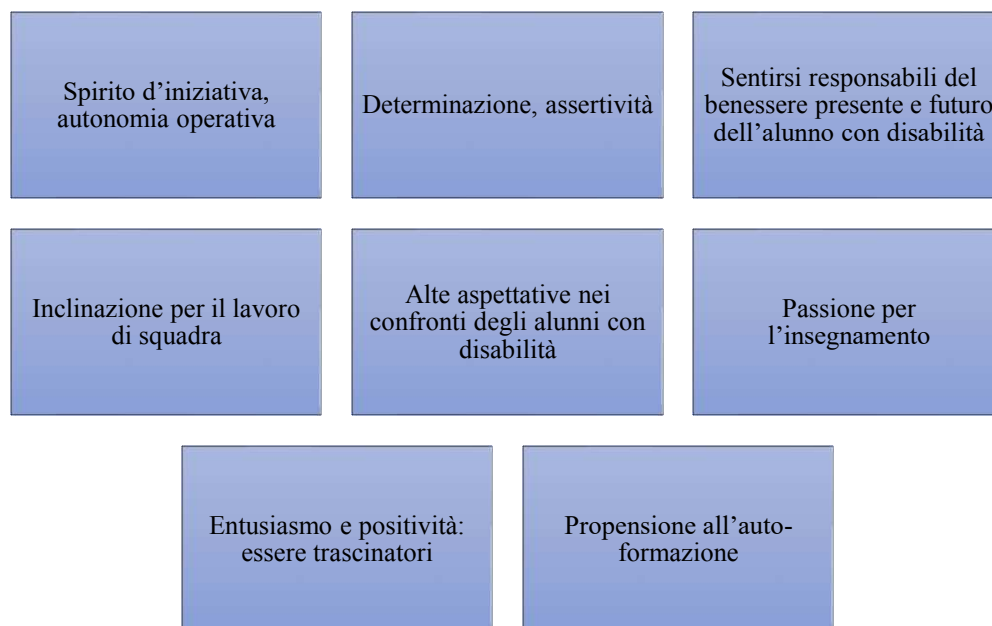 Spirito d’iniziativa,
autonomia operativa
Determinazione, assertività
Sentirsi responsabili del
benessere presente e futuro
dell’alunno con disabilità
Inclinazione per il lavoro
di squadra
Alte aspettative nei
confronti degli alunni con
disabilità
Passione per
l’insegnamento
Entusiasmo e positività:
essere trascinatori
Propensione all’auto-
formazione